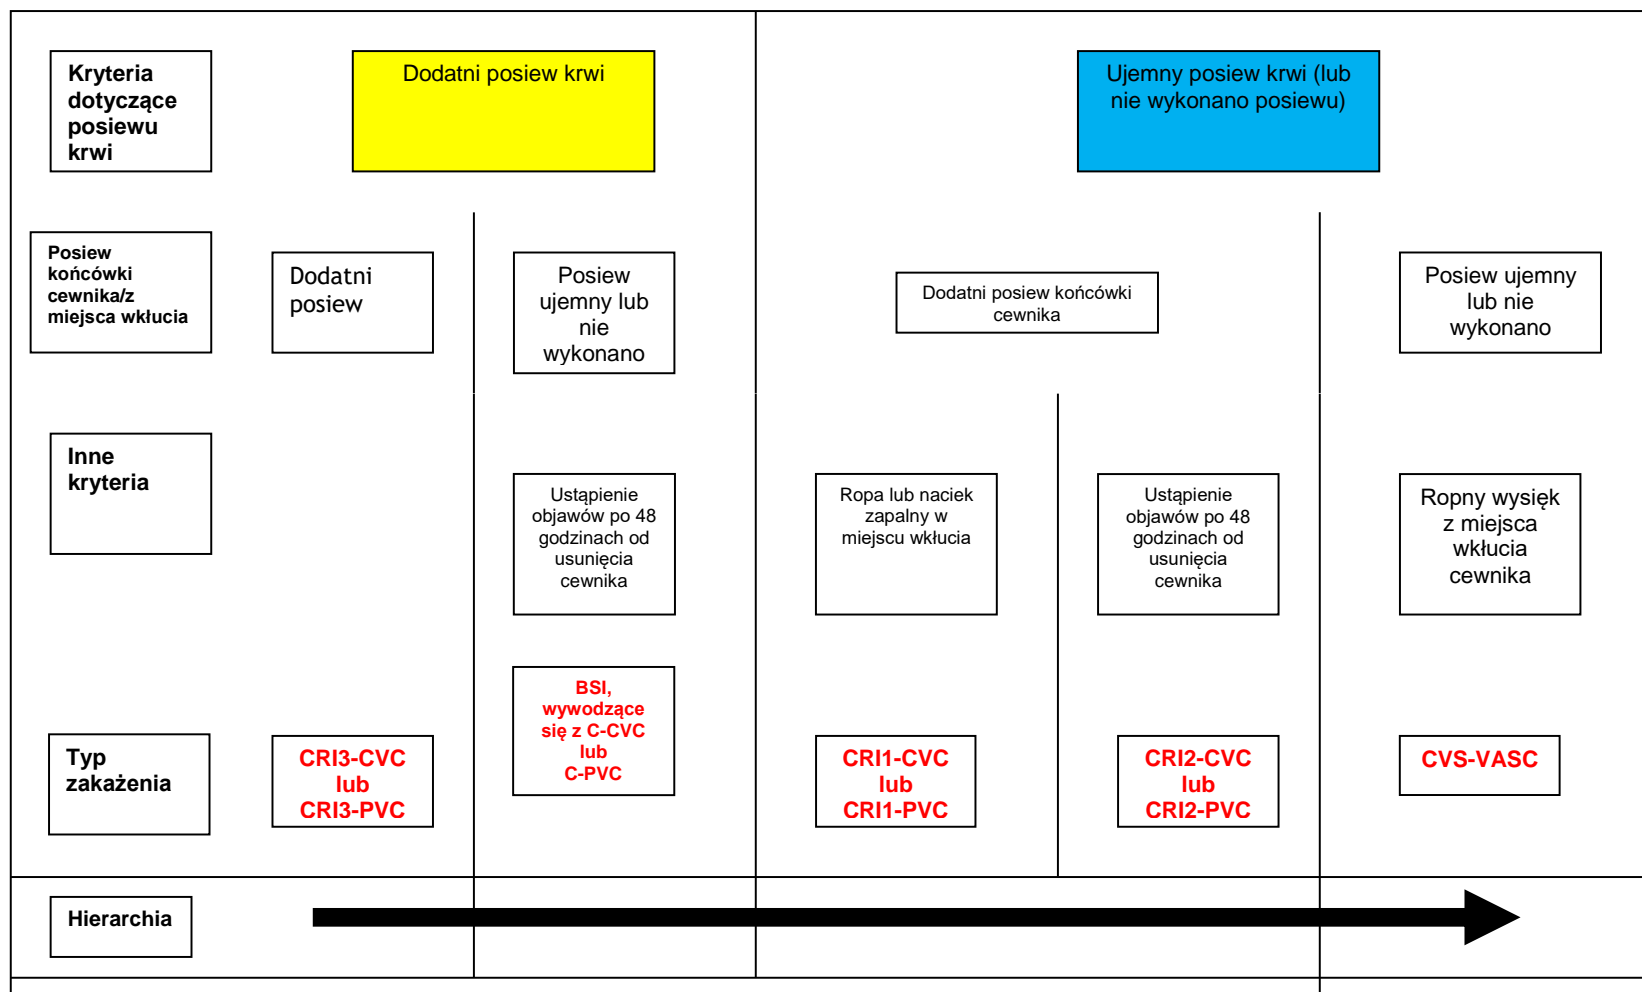 Kryteria
dotyczące
posiewu
krwi
Dodatni posiew krwi
Ujemny posiew krwi (lub
nie wykonano posiewu)
Posiew
końcówki
cewnika/z
miejsca wkłucia
Dodatni
posiew
Posiew
ujemny lub
nie
wykonano
Dodatni posiew końcówki
cewnika
Posiew ujemny
lub nie
wykonano
Inne
kryteria
Ustąpienie
objawów po 48
godzinach od
usunięcia
cewnika
Ropa lub naciek
zapalny w
miejscu wkłucia
Ustąpienie
objawów po 48
godzinach od
usunięcia
cewnika
Ropny wysięk
z miejsca
wkłucia
cewnika
Typ
zakażenia
CRI3-CVC
lub
CRI3-PVC
BSI,
wywodzące
się z C-CVC
lub
C-PVC
CRI1-CVC
lub
CRI1-PVC
CRI2-CVC
lub
CRI2-PVC
CVS-VASC
Hierarchia